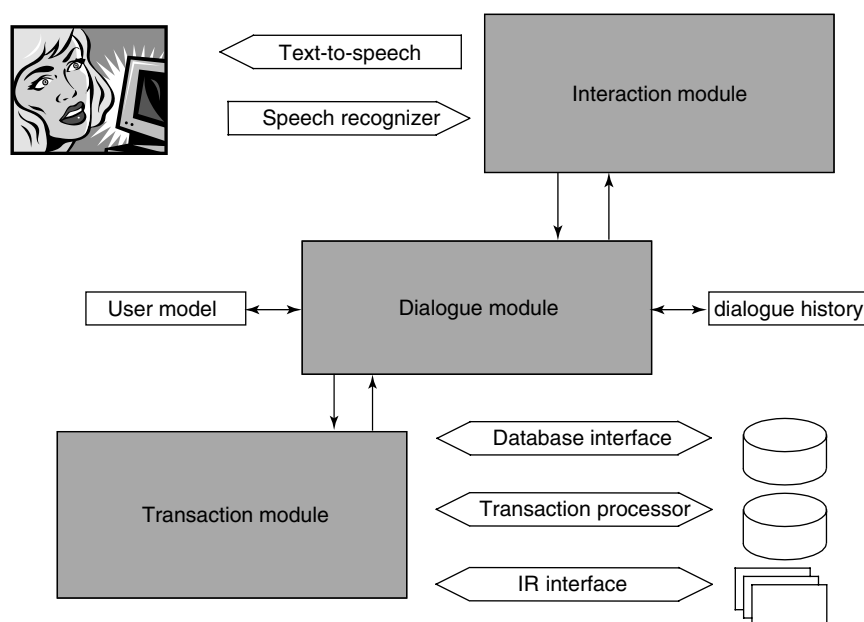 Text-to-speech
Interaction module
Speech recognizer
User model
Dialogue module
dialogue history
Database interface
Transaction module
Transaction processor
IR interface